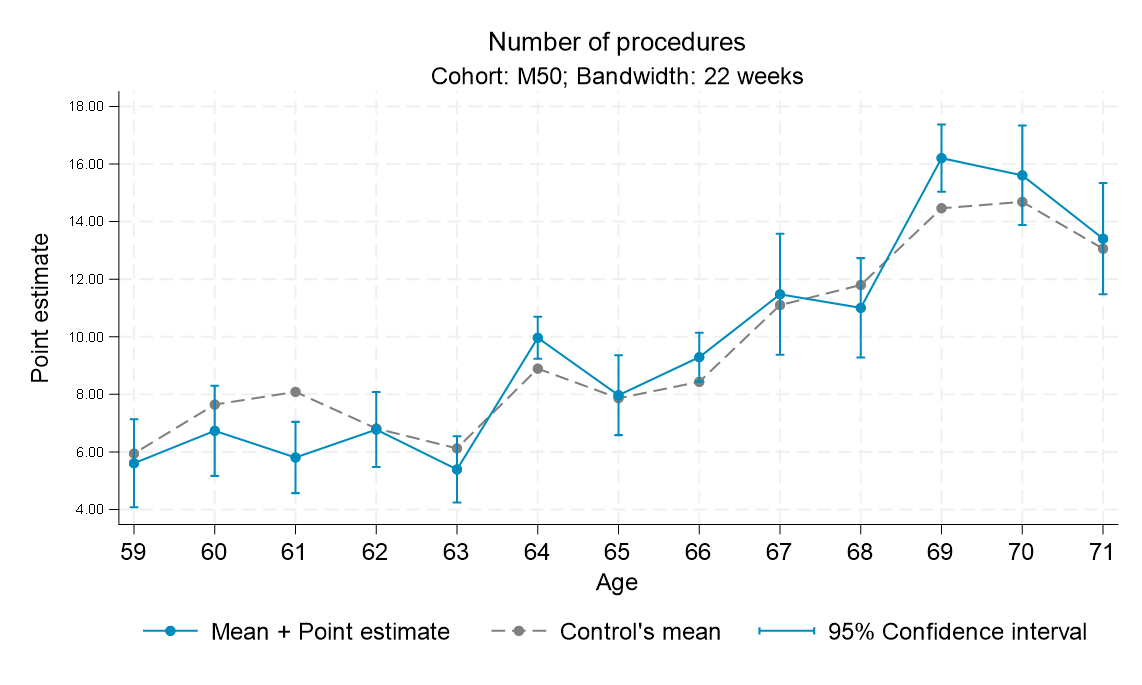 Number of procedures
Cohort: M50; Bandwidth: 22 weeks
Point estimate
18.00
16.00
14.00
12.00
10.00
8.00
6.00
4.00
59 60 61 62 63 64 65 66 67 68 69 70 71
Age
Mean + Point estimate Control's mean 95% Confidence interval